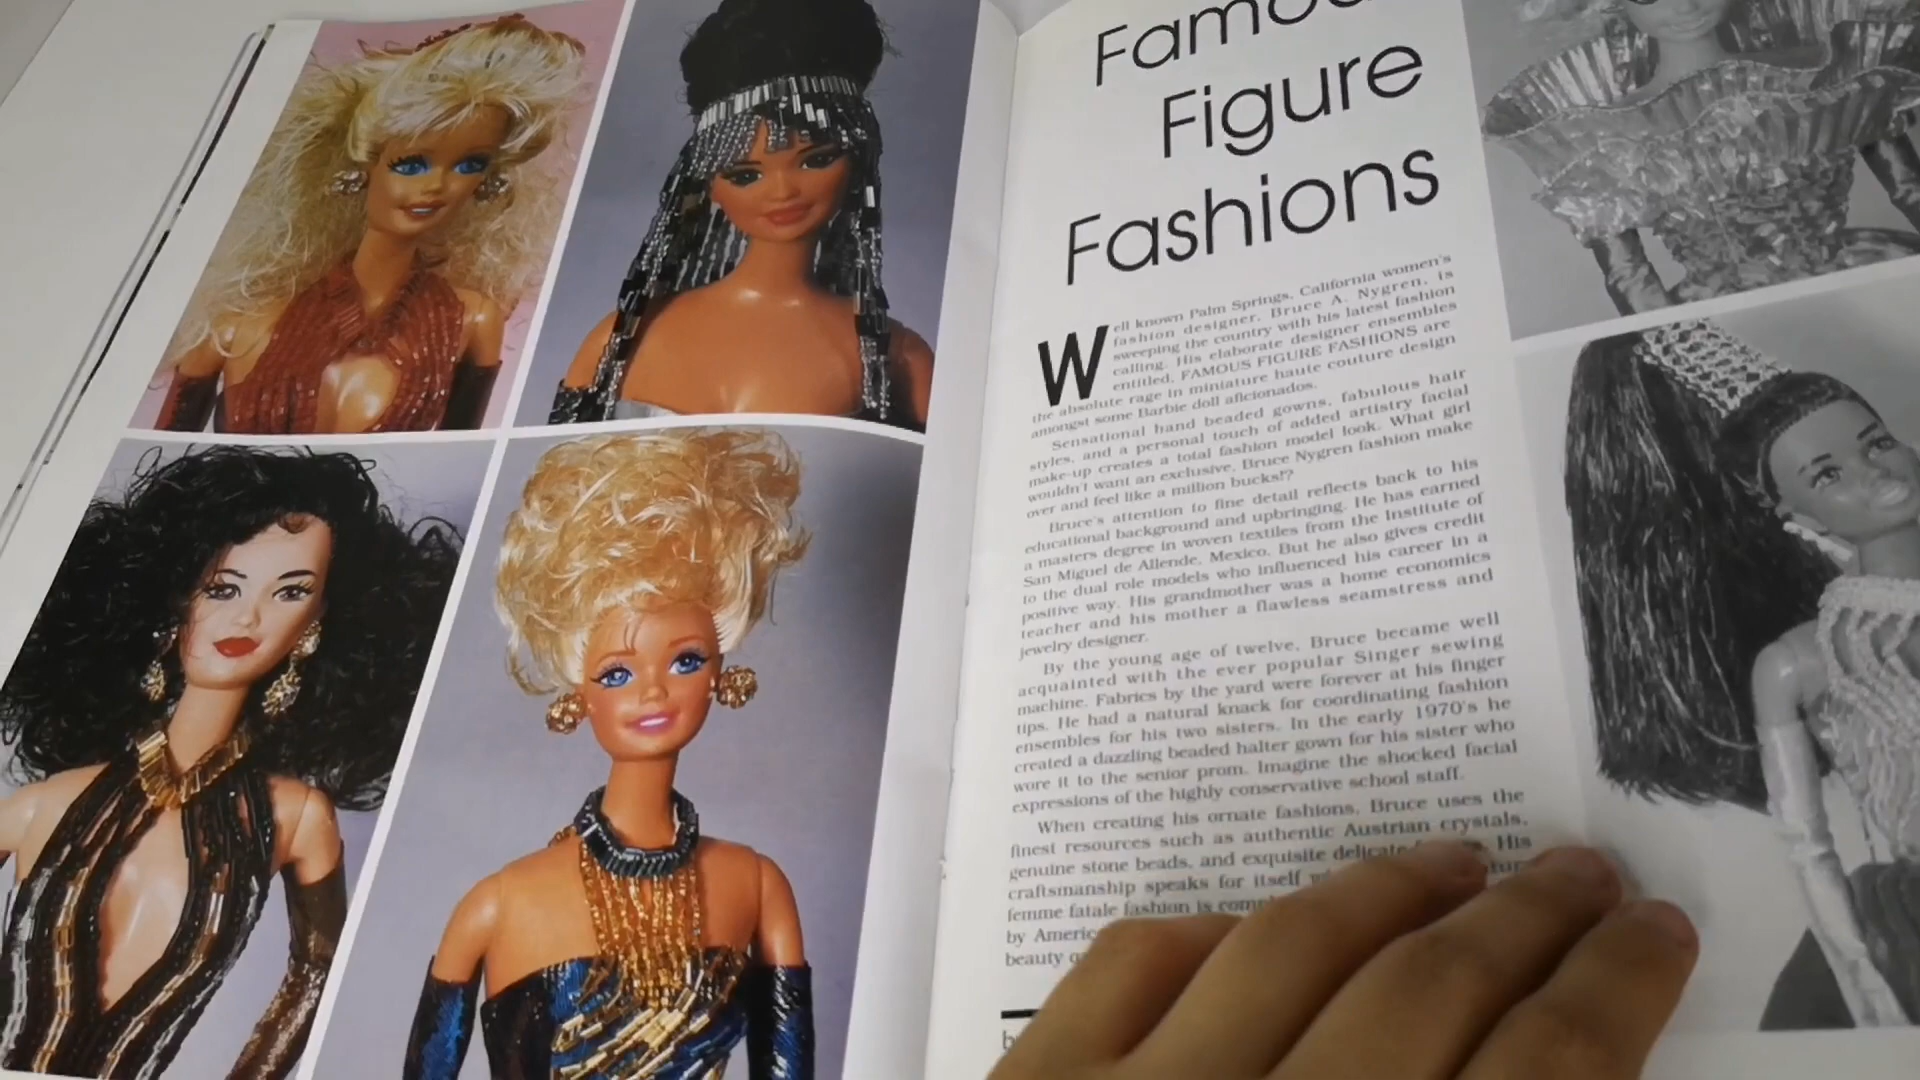 Figure
Fashions
Well known Palm Springs, California women's
fashion designer, Bruce A. Nygren, is
sweeping the country with his latest fashion
calling. His elaborate designer ensembles
entitled, FAMOUS FIGURE FASHIONS are
the absolute rage in miniature haute couture design
amongst some Barbie doll aficionados.
Sensational hand beaded gowns, fabulous hair
styles, and a personal touch of added artistry facial
make-up creates a total fashion model look. What girl
wouldn't want an exclusive, Bruce Nygren fashion make
over and feel like a million bucks!?
Bruce's attention to fine detail reflects back to his
educational background and upbringing. He has earned
a masters degree in woven textiles from the Institute of
San Miguel de Allende, Mexico. But he also gives credit
to the dual role models who influenced his career in a
positive way. His grandmother was a home economics
teacher and his mother a flawless seamstress and
jewelry designer.
By the young age of twelve, Bruce became well
acquainted with the ever popular Singer sewing
machine. Fabrics by the yard were forever at his finger
tips. He had a natural knack for coordinating fashion
ensembles for his two sisters. In the early 1970's he
created a dazzling beaded halter gown for his sister who
wore it to the senior prom. Imagine the shocked facial
expressions of the highly conservative school staff.
When creating his ornate fashions, Bruce uses the
finest resources such as authentic Austrian crystals,
genuine stone beads, and exquisite delicate His
craftsmanship speaks for itself
femme fatale fashion is
by
beauty